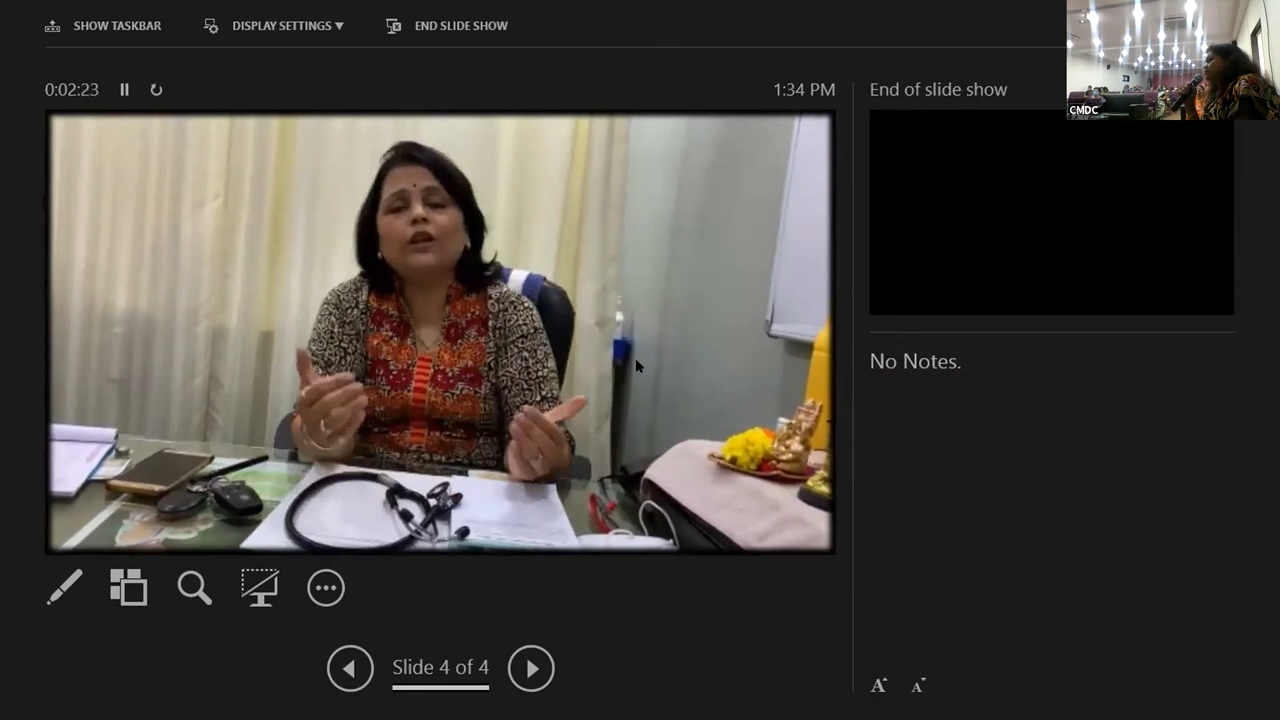 SHOW TASKBAR
DISPLAY SETTINGS ▼
END SLIDE SHOW
0:02:23
1:34 PM
End of slide show
CMDC
No Notes.
Slide 4 of 4
A
A